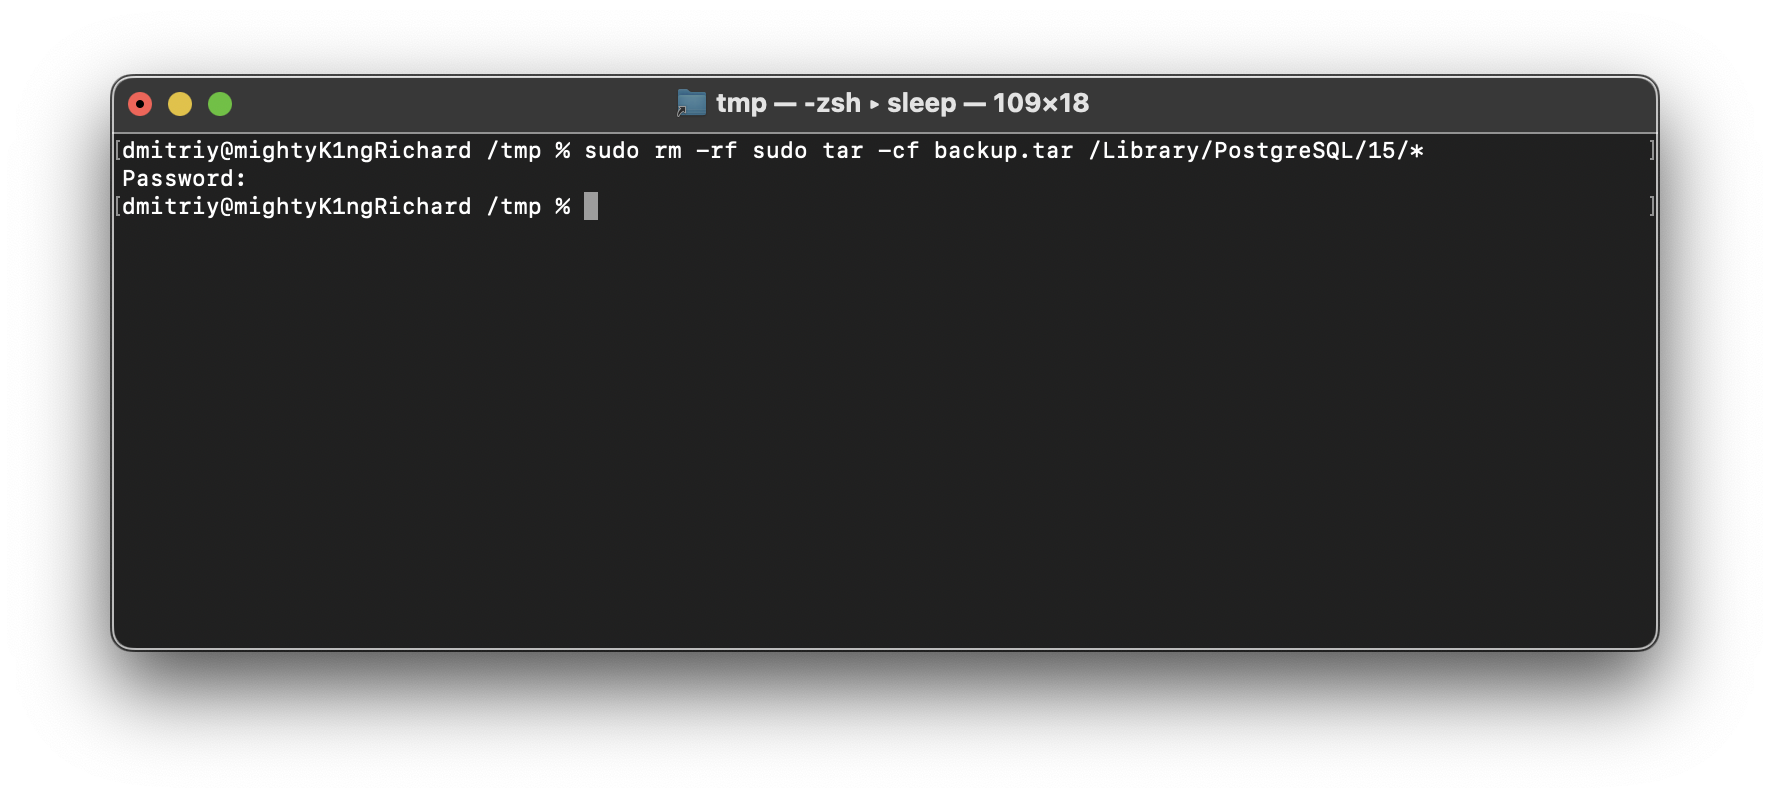 tmp — -zsh ▸ sleep — 109×18
[dmitriy@mightyK1ngRichard /tmp % sudo rm -rf sudo tar -cf backup.tar /Library/PostgreSQL/15/* ]
Password:
[dmitriy@mightyK1ngRichard /tmp % ]